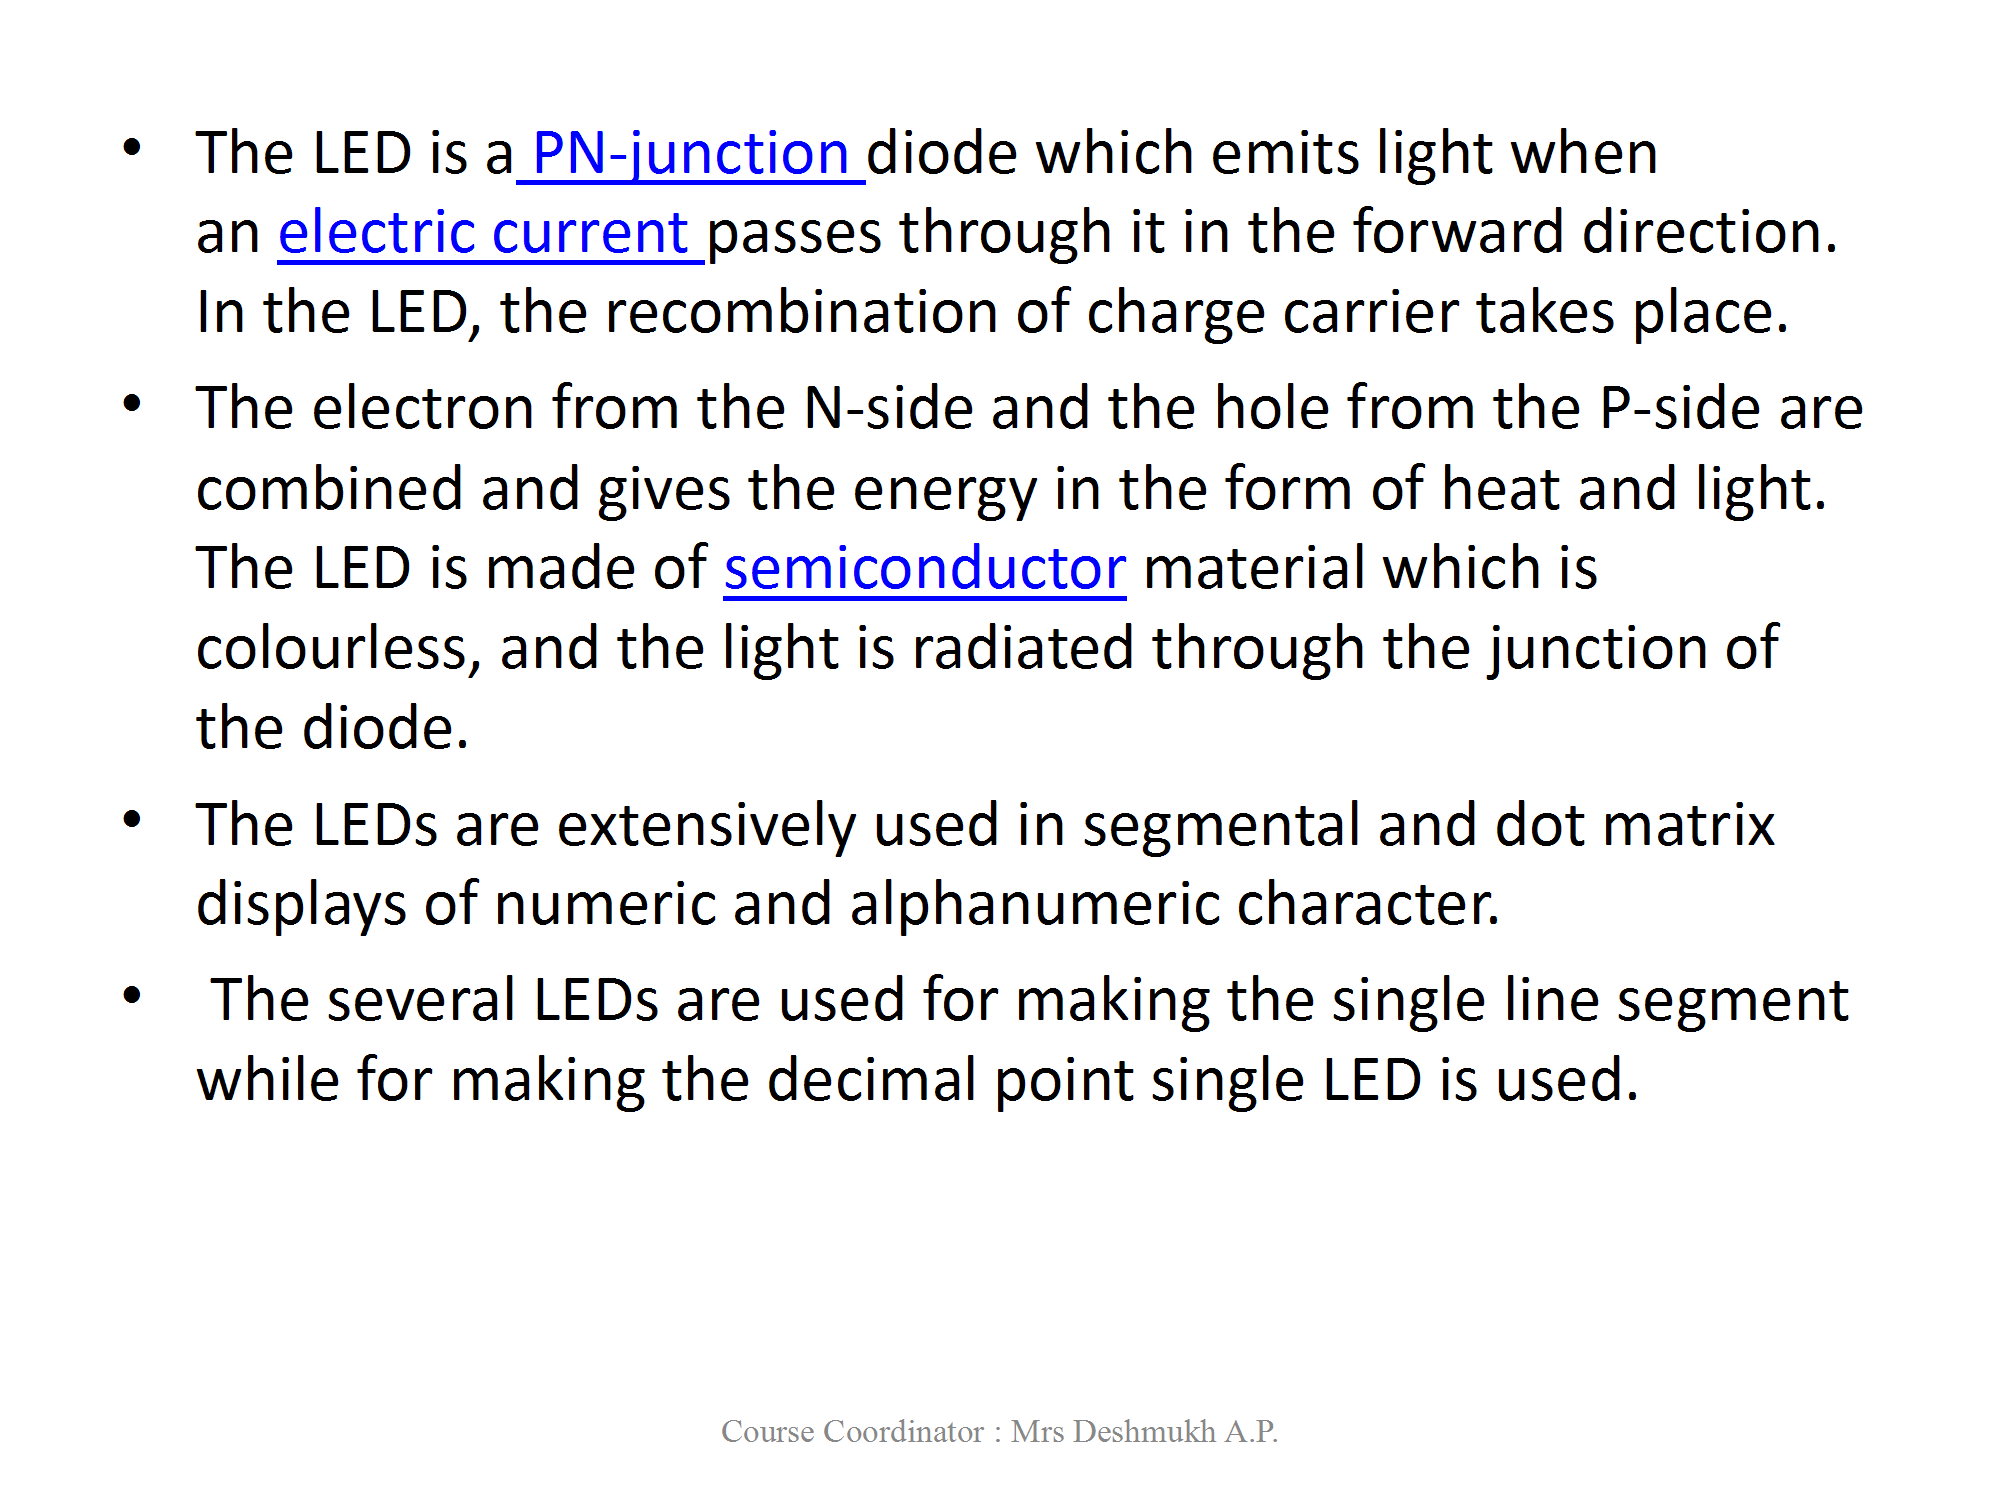 • The LED is a PN-junction diode which emits light when
an electric current passes through it in the forward direction.
In the LED, the recombination of charge carrier takes place.
• The electron from the N-side and the hole from the P-side are
combined and gives the energy in the form of heat and light.
The LED is made of semiconductor material which is
colourless, and the light is radiated through the junction of
the diode.
• The LEDs are extensively used in segmental and dot matrix
displays of numeric and alphanumeric character.
• The several LEDs are used for making the single line segment
while for making the decimal point single LED is used.
Course Coordinator : Mrs Deshmukh A.P.